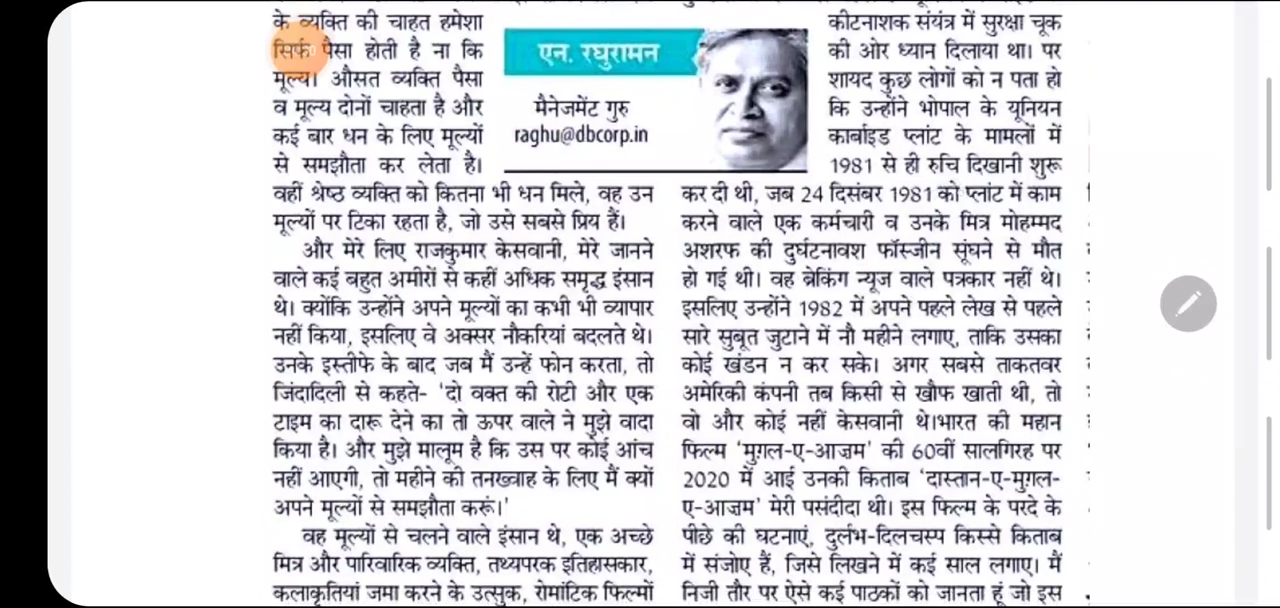 के व्यक्ति की चाहत हमेशा
सिर्फ पैसा होती है ना कि
मूल्य। औसत व्यक्ति पैसा
व मूल्य दोनों चाहता है और
कई बार धन के लिए मूल्यों
से समझौता कर लेता है।
वहीं श्रेष्ठ व्यक्ति को कितना भी धन मिले, वह उन
मूल्यों पर टिका रहता है, जो उसे सबसे प्रिय हैं।
और मेरे लिए राजकुमार केसवानी, मेरे जानने
वाले कई बहुत अमीरों से कहीं अधिक समृद्ध इंसान
थे। क्योंकि उन्होंने अपने मूल्यों का कभी भी व्यापार
नहीं किया, इसलिए वे अक्सर नौकरियां बदलते थे।
उनके इस्तीफे के बाद जब मैं उन्हें फोन करता, तो
जिंदादिली से कहते- 'दो वक्त की रोटी और एक
टाइम का दारू देने का तो ऊपर वाले ने मुझे वादा
किया है। और मुझे मालूम है कि उस पर कोई आंच
नहीं आएगी, तो महीने की तनख्वाह के लिए मैं क्यों
अपने मूल्यों से समझौता करूं।'
वह मूल्यों से चलने वाले इंसान थे, एक अच्छे
मित्र और पारिवारिक व्यक्ति, तथ्यपरक इतिहासकार,
कलाकृतियां जमा करने के उत्सुक, रोमांटिक फिल्मों
एन. रघुरामन
मैनेजमेंट गुरु
raghu@dbcorp.in
कीटनाशक संयंत्र में सुरक्षा चूक
की ओर ध्यान दिलाया था। पर
शायद कुछ लोगों को न पता हो
कि उन्होंने भोपाल के यूनियन
कार्बाइड प्लांट के मामलों में
1981 से ही रुचि दिखानी शुरू
कर दी थी, जब 24 दिसंबर 1981 को प्लांट में काम
करने वाले एक कर्मचारी व उनके मित्र मोहम्मद
अशरफ की दुर्घटनावश फॉस्जीन सूंघने से मौत
हो गई थी। वह ब्रेकिंग न्यूज वाले पत्रकार नहीं थे।
इसलिए उन्होंने 1982 में अपने पहले लेख से पहले
सारे सुबूत जुटाने में नौ महीने लगाए, ताकि उसका
कोई खंडन न कर सके। अगर सबसे ताकतवर
अमेरिकी कंपनी तब किसी से खौफ खाती थी, तो
वो और कोई नहीं केसवानी थे।भारत की महान
फिल्म 'मुग़ल-ए-आज़म' की 60वीं सालगिरह पर
2020 में आई उनकी किताब 'दास्तान-ए-मुग़ल-
ए-आज़म' मेरी पसंदीदा थी। इस फिल्म के परदे के
पीछे की घटनाएं, दुर्लभ-दिलचस्प किस्से किताब
में संजोए हैं, जिसे लिखने में कई साल लगाए। मैं
निजी तौर पर ऐसे कई पाठकों को जानता हूं जो इस